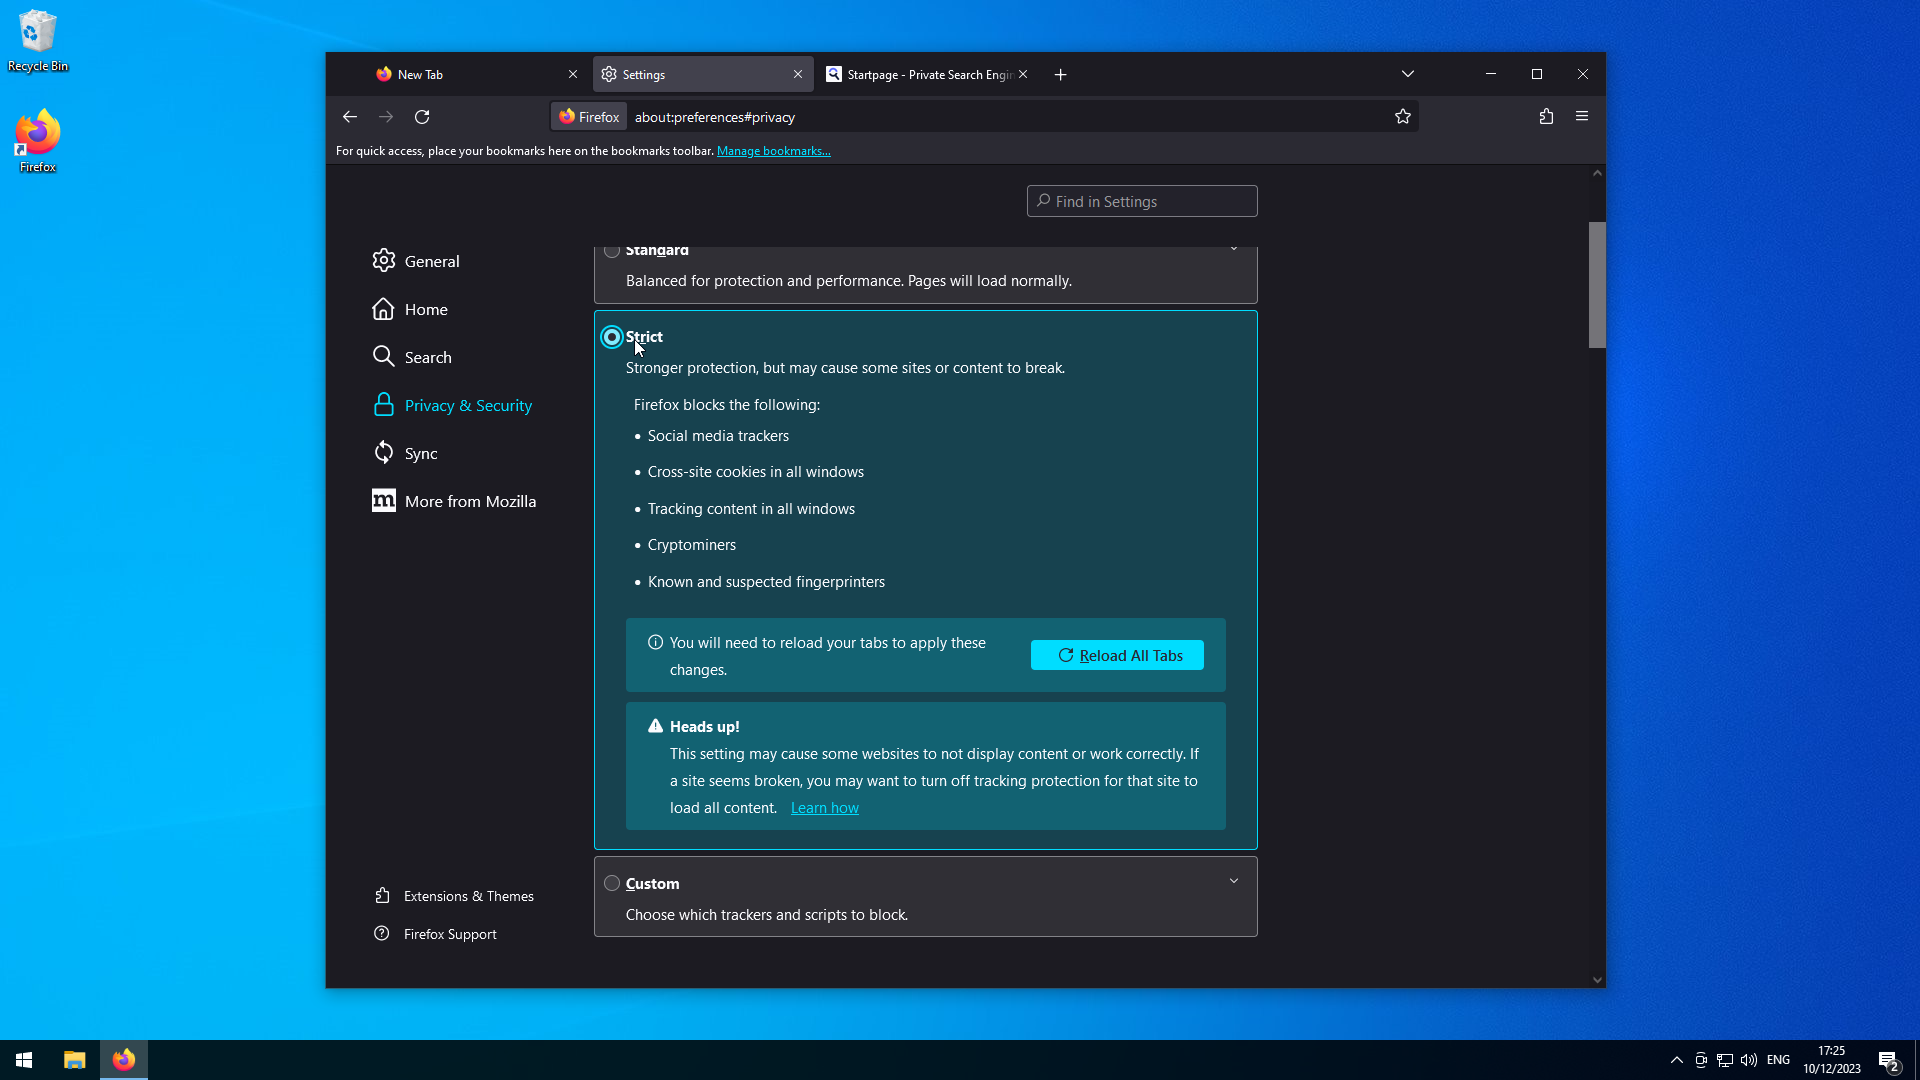 Recycle Bin
Firefox
New Tab
Settings
Startpage - Private Search Engin
Firefox
about:preferences#privacy
For quick access, place your bookmarks here on the bookmarks toolbar. Manage bookmarks...
Find in Settings
General
Home
Search
Privacy & Security
Sync
More from Mozilla
Extensions & Themes
Firefox Support
Standard
Balanced for protection and performance. Pages will load normally.
Strict
Stronger protection, but may cause some sites or content to break.
Firefox blocks the following:
• Social media trackers
• Cross-site cookies in all windows
• Tracking content in all windows
• Cryptominers
• Known and suspected fingerprinters
You will need to reload your tabs to apply these
changes.
Reload All Tabs
Heads up!
This setting may cause some websites to not display content or work correctly. If
a site seems broken, you may want to turn off tracking protection for that site to
load all content. Learn how
Custom
Choose which trackers and scripts to block.
m
ENG
17:25
10/12/2023
2